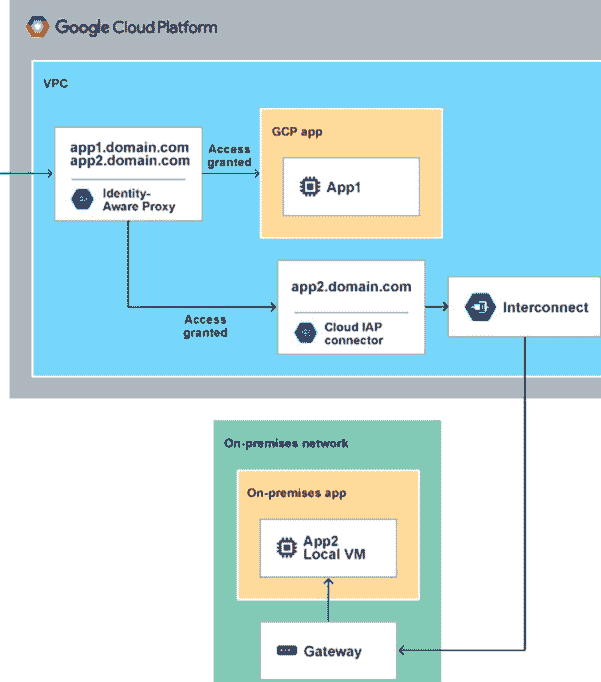 Google Cloud Platform
VPC
app1.domain.com
app2.domain.com
Identity-
Aware Proxy
Access
granted
GCP app
App1
app2.domain.com
Cloud IAP
connector
Access
granted
Interconnect
On-premises network
On-premises app
App2
Local VM
Gateway